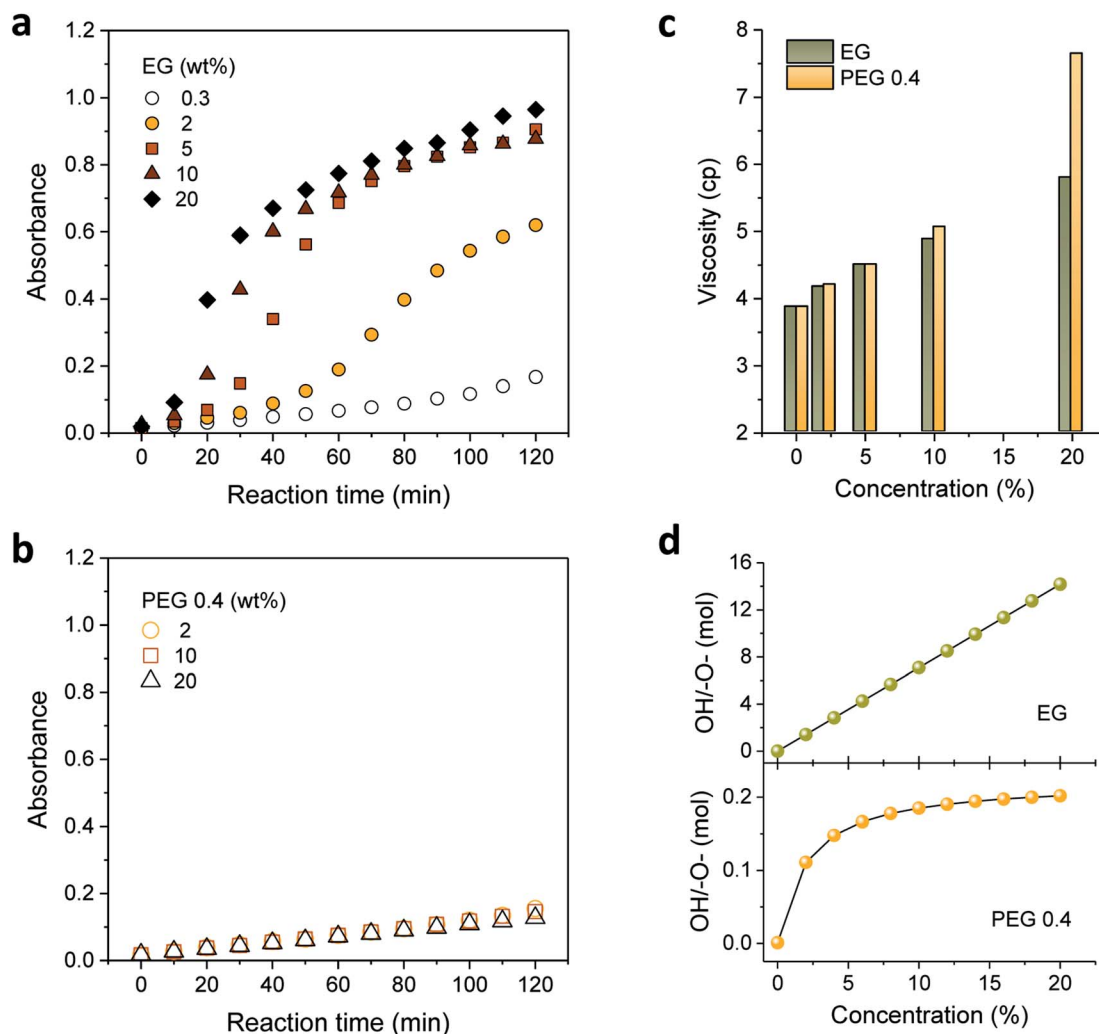 a
1.2
1.0
0.8
0.6
0.4
0.2
0.0
Absorbance
EG (wt%)
0.3
2
5
10
20
0 20 40 60 80 100 120
Reaction time (min)
b
1.2
1.0
0.8
0.6
0.4
0.2
0.0
Absorbance
PEG 0.4 (wt%)
2
10
20
0 20 40 60 80 100 120
Reaction time (min)
c
8
7
6
5
4
3
2
Viscosity (cp)
EG
PEG 0.4
0 5 10 15 20
Concentration (%)
d
16
12
8
4
0
OH/-O- (mol)
EG
0.2
0.1
0.0
OH/-O- (mol)
PEG 0.4
0 5 10 15 20
Concentration (%)